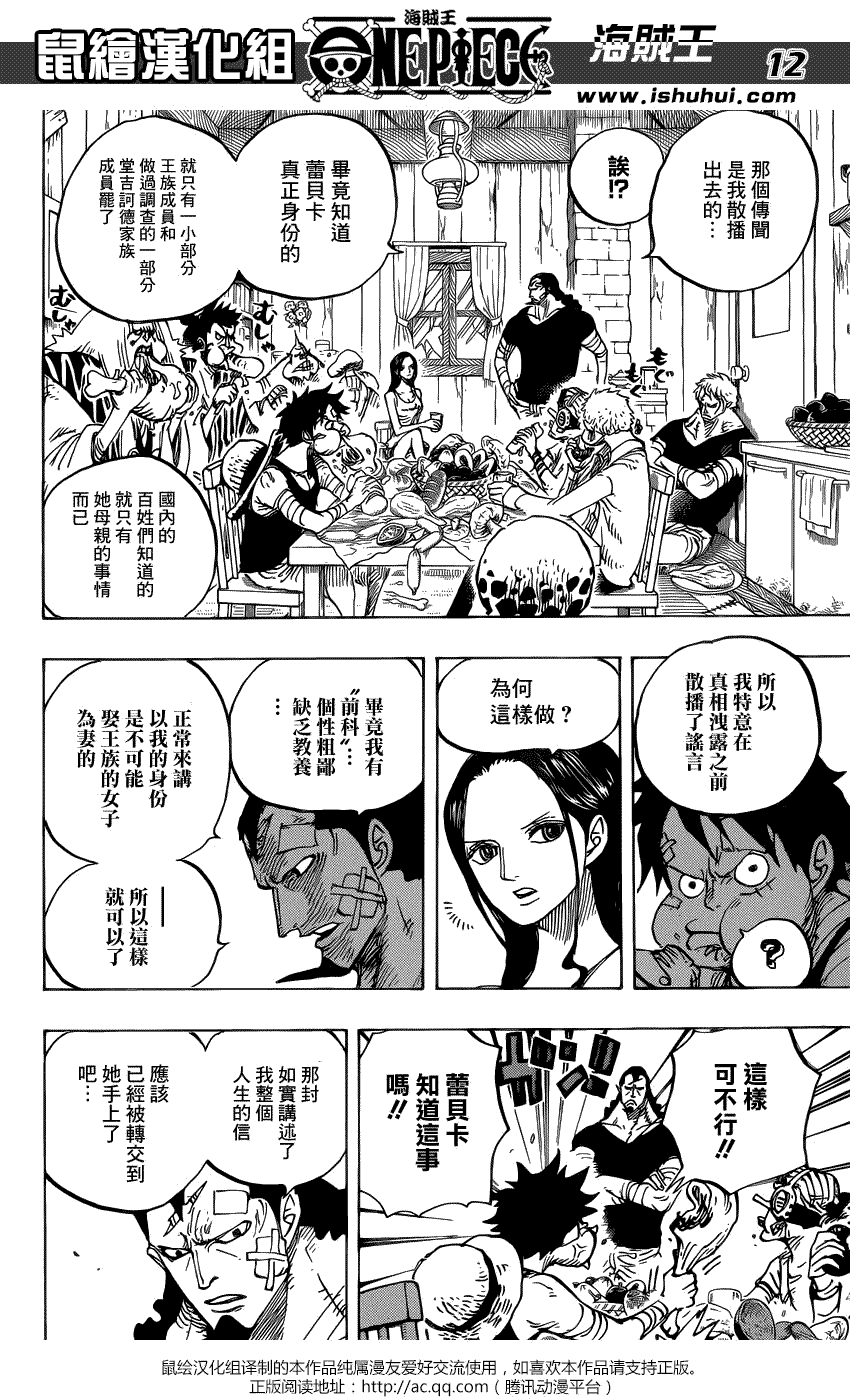 鼠繪漢化組
海賊王
ONE PIECE
海賊王
www.ishuhui.com
12
那個傳聞
是我散播
出去的…
誒!?
畢竟知道
蕾貝卡
真正身份的
就只有一小部分
王族成員和
做過調查的一部分
堂吉訶德家族
成員罷了
むしゃ
むしゃ
もぐ
もぐ
國內的
百姓們知道的
就只有
她母親的事情
而已
所以
我特意在
真相洩露之前
散播了謠言
?
為何
這樣做?
畢竟我有
“前科”…
個性粗鄙
缺乏教養
…
正常來講
以我的身份
是不可能
娶王族的女子
為妻的
——
所以這樣
就可以了
這樣
可不行!!
蕾貝卡
知道這事
嗎!!
那封
如實講述了
我整個
人生的信
應該
已經被轉交到
她手上了
吧…
鼠绘汉化组译制的本作品纯属漫友爱好交流使用，如喜欢本作品请支持正版。
正版阅读地址：http://ac.qq.com（腾讯动漫平台）